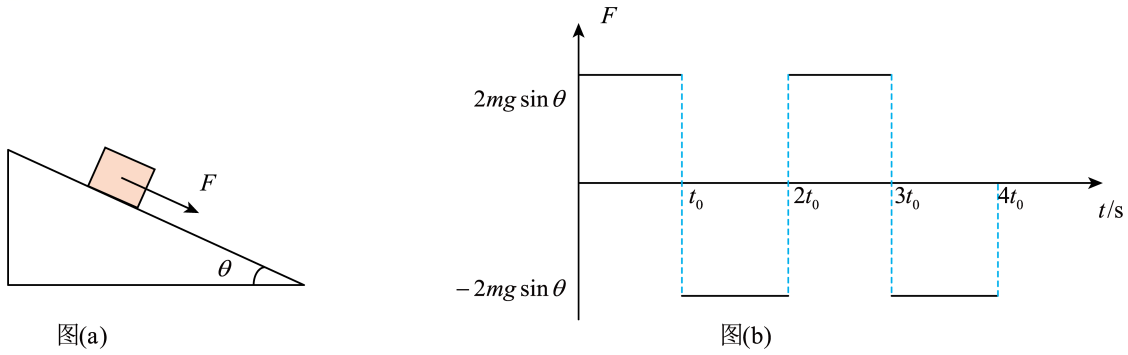 F
θ
图(a)
F
2mg sin θ
t₀
2t₀
3t₀
4t₀
t/s
−2mg sin θ
图(b)